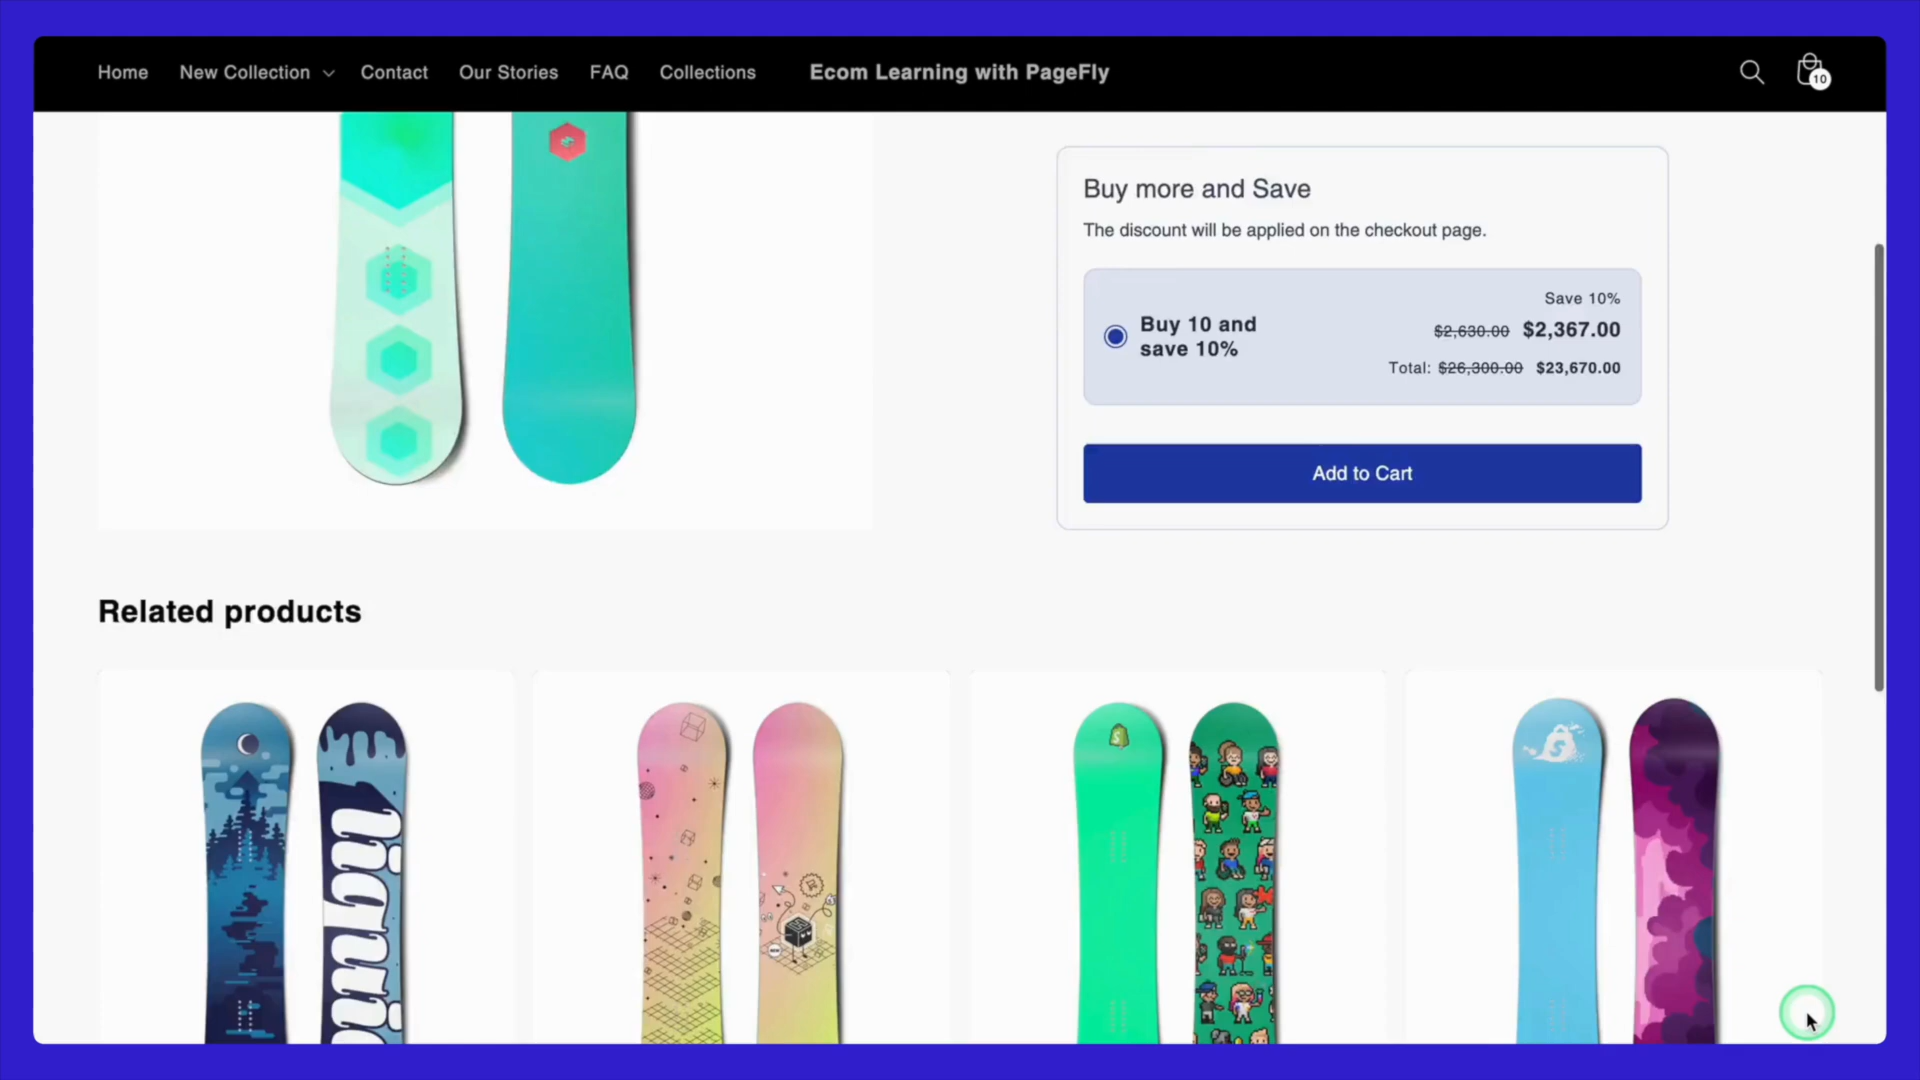 Home New Collection Contact Our Stories FAQ Collections Ecom Learning with PageFly 10
Buy more and Save
The discount will be applied on the checkout page.
Save 10%
Buy 10 and
save 10%
$2,630.00 $2,367.00
Total: $26,300.00 $23,670.00
Add to Cart
Related products